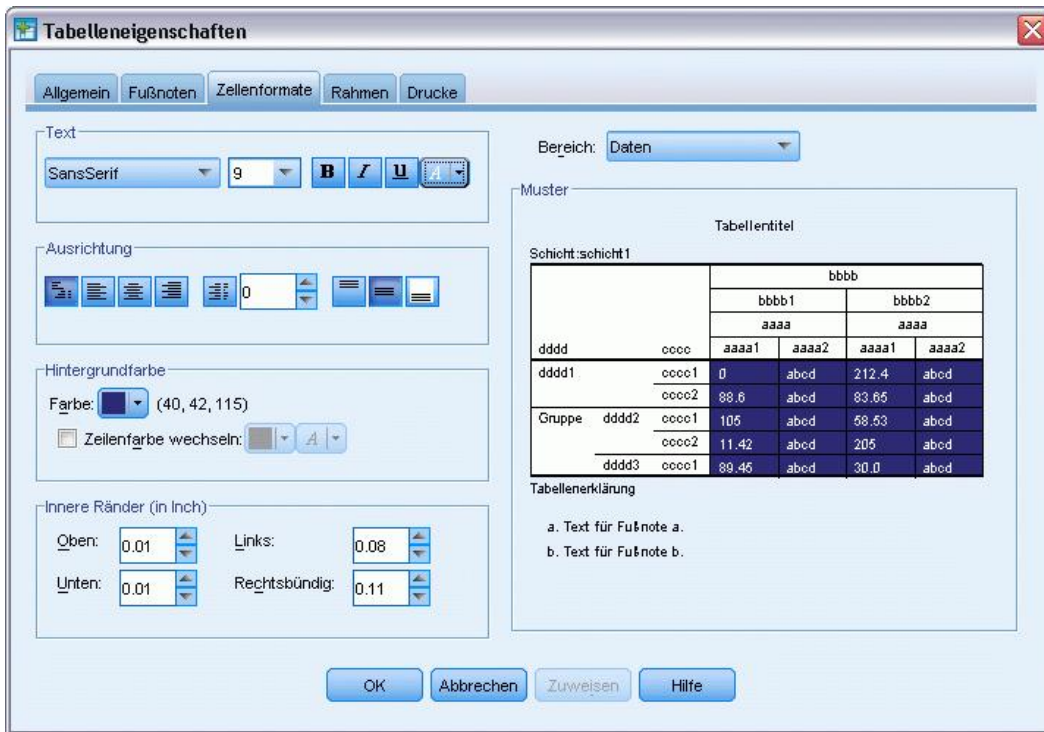 Tabelleneigenschaften
Allgemein Fußnoten Zellenformate Rahmen Drucke
Text
SansSerif 9 B I U A
Ausrichtung
0
Hintergrundfarbe
Farbe: (40, 42, 115)
Zeilenfarbe wechseln: A
Innere Ränder (in Inch)
Oben: 0.01 Links: 0.08
Unten: 0.01 Rechtsbündig: 0.11
Bereich: Daten
Muster
Tabellentitel
Schicht:schicht1
bbbb
bbbb1 bbbb2
aaaa aaaa
dddd cccc aaaa1 aaaa2 aaaa1 aaaa2
dddd1 cccc1 0 abcd 212.4 abcd
cccc2 88.6 abcd 83.65 abcd
Gruppe dddd2 cccc1 105 abcd 58.53 abcd
cccc2 11.42 abcd 205 abcd
dddd3 cccc1 89.45 abcd 30.0 abcd
Tabellenerklärung
a. Text für Fußnote a.
b. Text für Fußnote b.
OK Abbrechen Zuweisen Hilfe